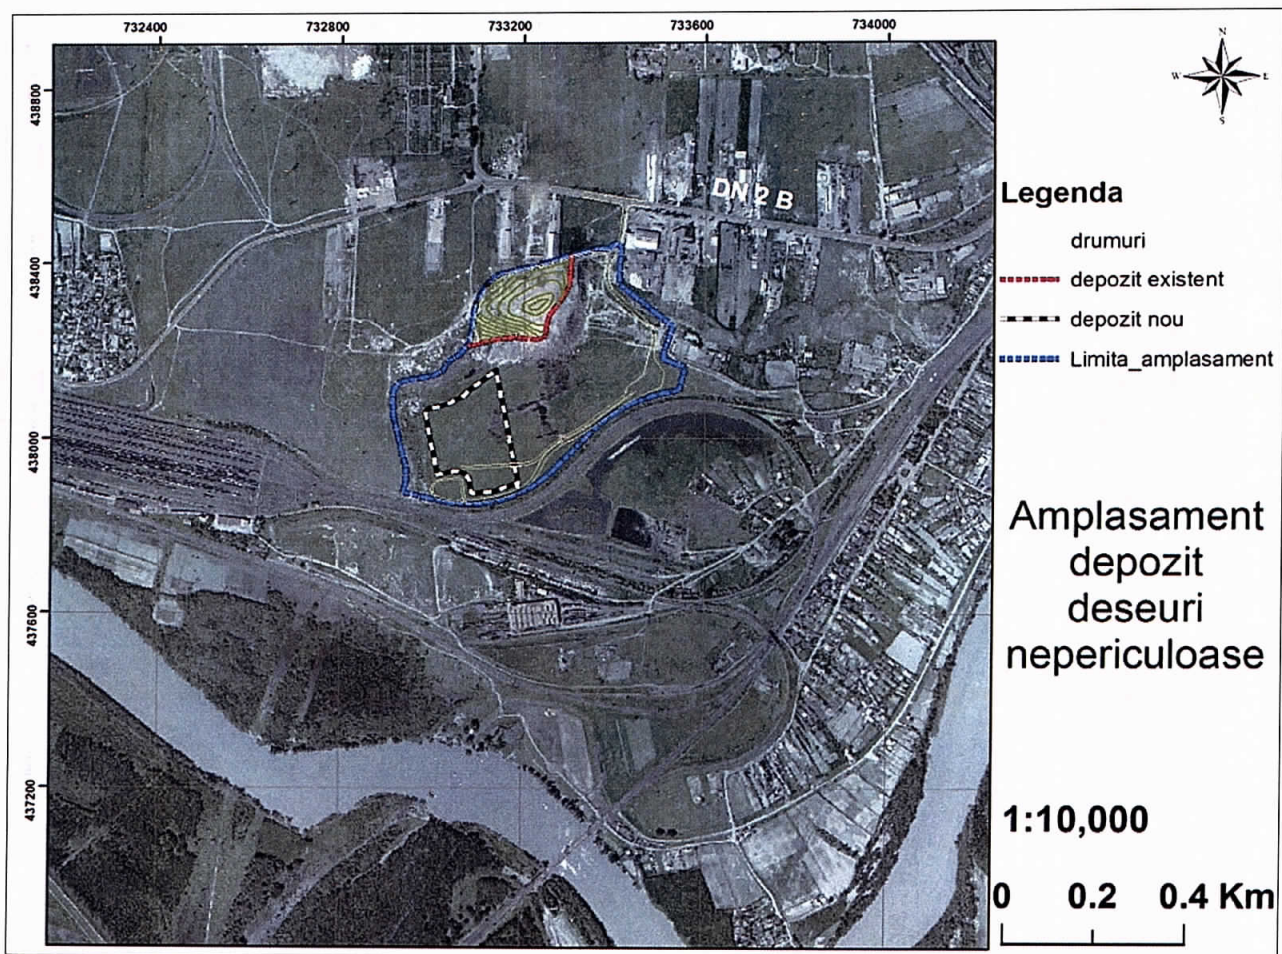 732400 732800 733200 733600 734000
438800
438400
438000
437600
437200
DN 2 B
N
W E
S
Legenda
drumuri
depozit existent
depozit nou
Limita_amplasament
Amplasament
depozit
deseuri
nepericuloase
1:10,000
0 0.2 0.4 Km